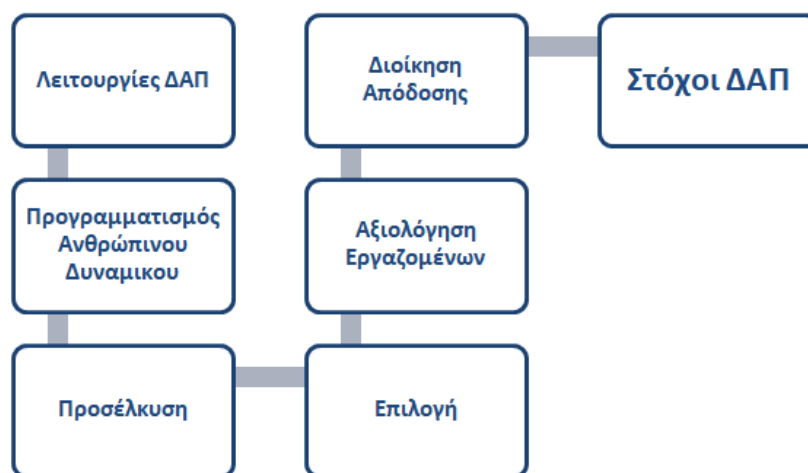 Λειτουργίες ΔΑΠ
Προγραμματισμός
Ανθρώπινου
Δυναμικου
Προσέλκυση
Επιλογή
Αξιολόγηση
Εργαζομένων
Διοίκηση
Απόδοσης
Στόχοι ΔΑΠ